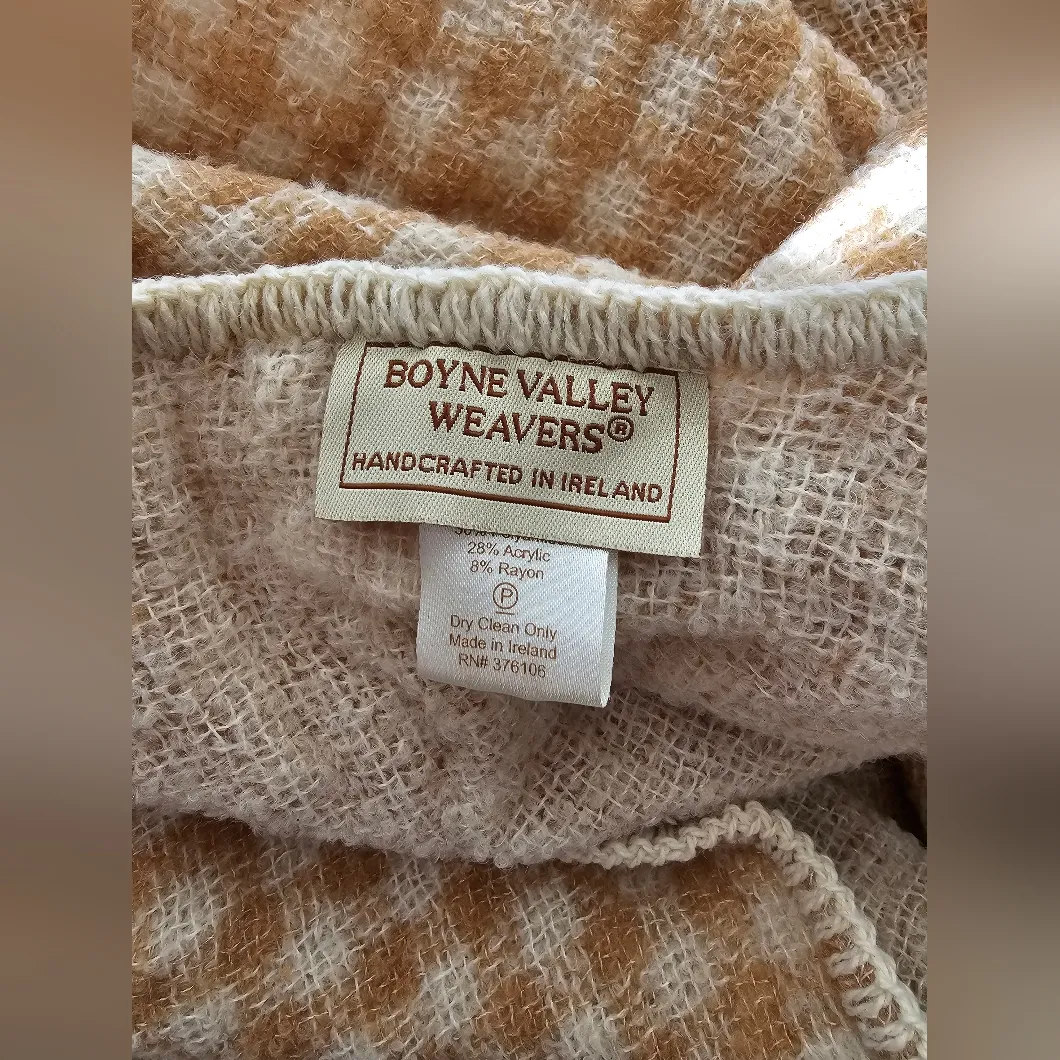 BOYNE VALLEY
WEAVERS®
HANDCRAFTED IN IRELAND
28% Acrylic
8% Rayon
P
Dry Clean Only
Made in Ireland
RN# 376106